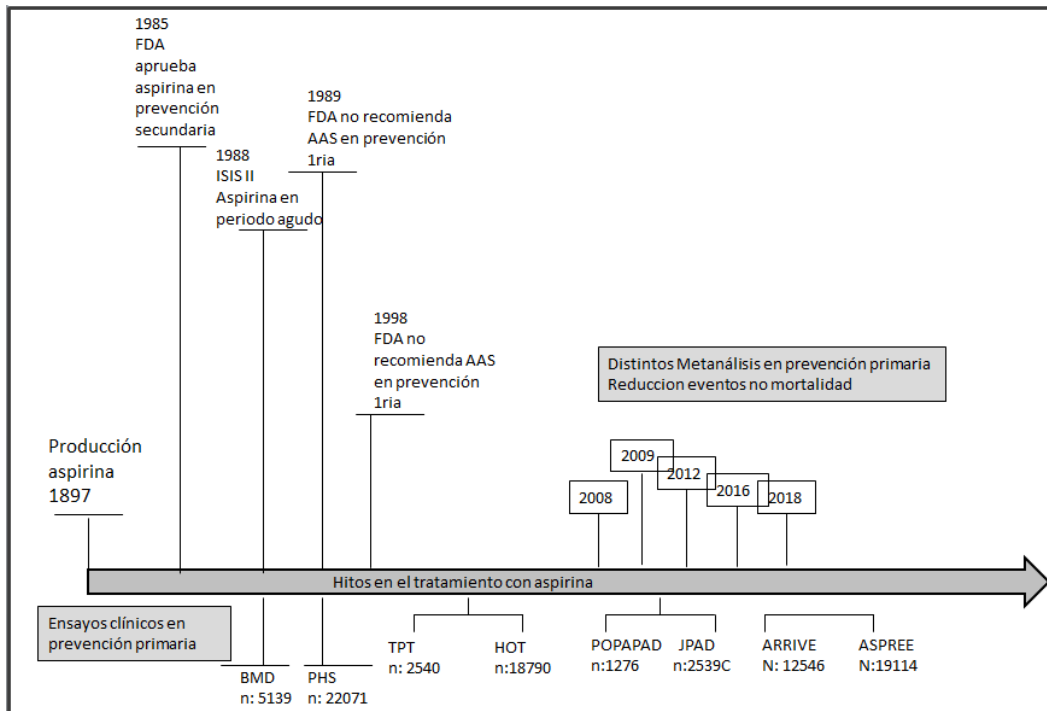 1985
FDA
aprueba
aspirina en
prevención
secundaria
1988
ISIS II
Aspirina en
periodo agudo
1989
FDA no recomienda
AAS en prevención
1ria
1998
FDA no
recomienda AAS
en prevención
1ria
Distintos Metanálisis en prevención primaria
Reduccion eventos no mortalidad
Producción
aspirina
1897
2008
2009
2012
2016
2018
Hitos en el tratamiento con aspirina
Ensayos clínicos en
prevención primaria
BMD
n: 5139
PHS
n: 22071
TPT
n: 2540
HOT
n:18790
POPAPAD
n:1276
JPAD
n:2539C
ARRIVE
N: 12546
ASPREE
N:19114